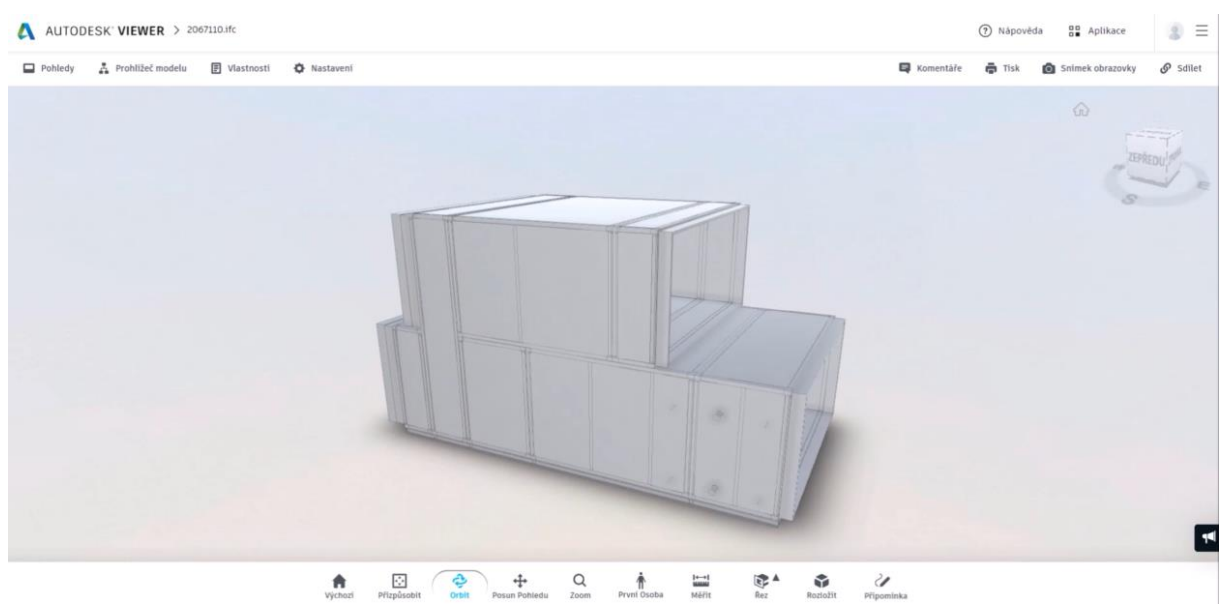 AUTODESK® VIEWER > 2067110.ifc
Nápověda Aplikace
Pohledy Prohlížeč modelu Vlastnosti Nastavení
Komentáře Tisk Snímek obrazovky Sdílet
ZEPŘEDU
S
E
Výchozí Přizpůsobit Orbit Posun Pohledu Zoom První Osoba Měřit Řez Rozložit Připomínka